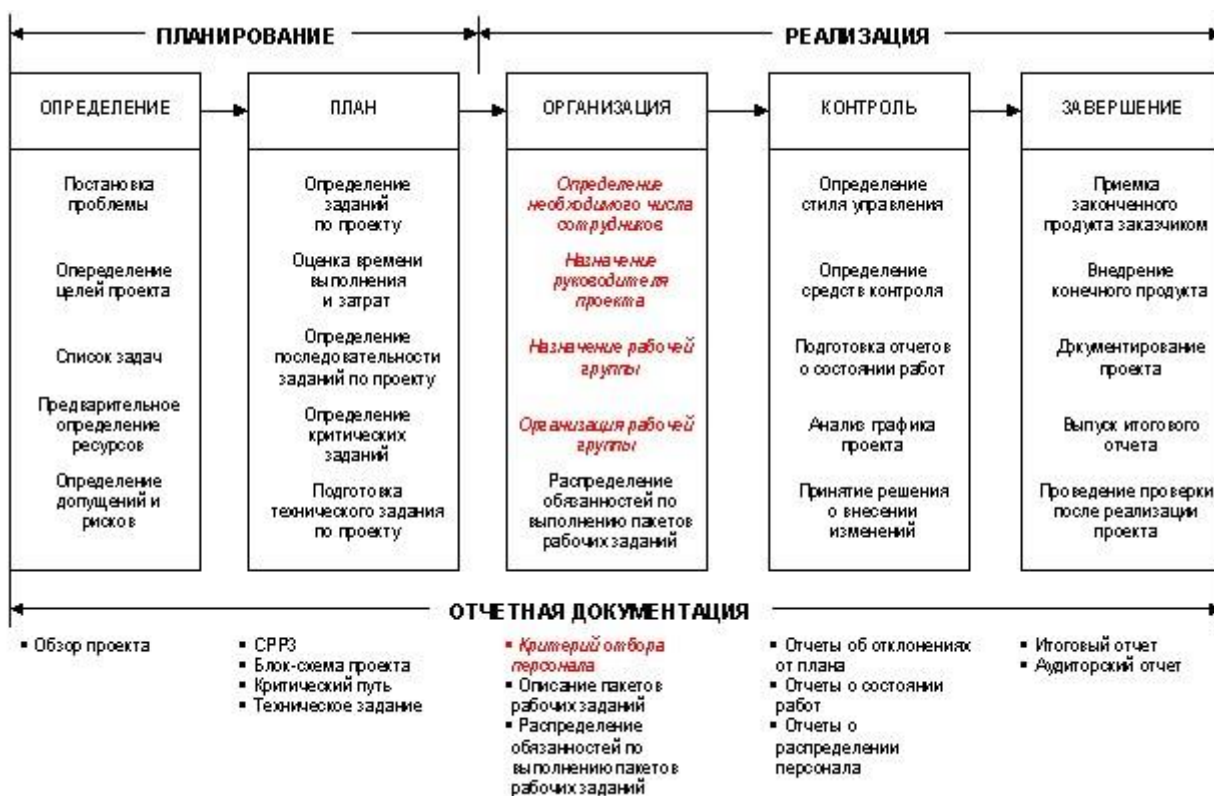 ПЛАНИРОВАНИЕ
РЕАЛИЗАЦИЯ
ОПРЕДЕЛЕНИЕ
Постановка
проблемы
Опеределение
целей проекта
Список задач
Предварительное
определение
ресурсов
Определение
допущений и
рисков
ПЛАН
Определение
заданий
по проекту
Оценка времени
выполнения
и затрат
Определение
последовательности
заданий по проекту
Определение
критических
заданий
Подготовка
технического задания
по проекту
ОРГАНИЗАЦИЯ
Определение
необходимого числа
сотрудников
Назначение
руководителя
проекта
Назначение рабочей
группы
Организация рабочей
группы
Распределение
обязанностей по
выполнению пакетов
рабочих заданий
КОНТРОЛЬ
Определение
стиля управления
Определение
средств контроля
Подготовка отчетов
о состоянии работ
Анализ графика
проекта
Принятие решения
о внесении
изменений
ЗАВЕРШЕНИЕ
Приемка
законченного
продукта заказчиком
Внедрение
конечного продукта
Документирование
проекта
Выпуск итогового
отчета
Проведение проверки
после реализации
проекта
ОТЧЕТНАЯ ДОКУМЕНТАЦИЯ
▪ Обзор проекта
▪ СРРЗ
▪ Блок-схема проекта
▪ Критический путь
▪ Техническое задание
▪ Критерий отбора
персонала
▪ Описание пакетов
рабочих заданий
▪ Распределение
обязанностей по
выполнению пакетов
рабочих заданий
▪ Отчеты об отклонениях
от плана
▪ Отчеты о состоянии
работ
▪ Отчеты о
распределении
персонала
▪ Итоговый отчет
▪ Аудиторский отчет